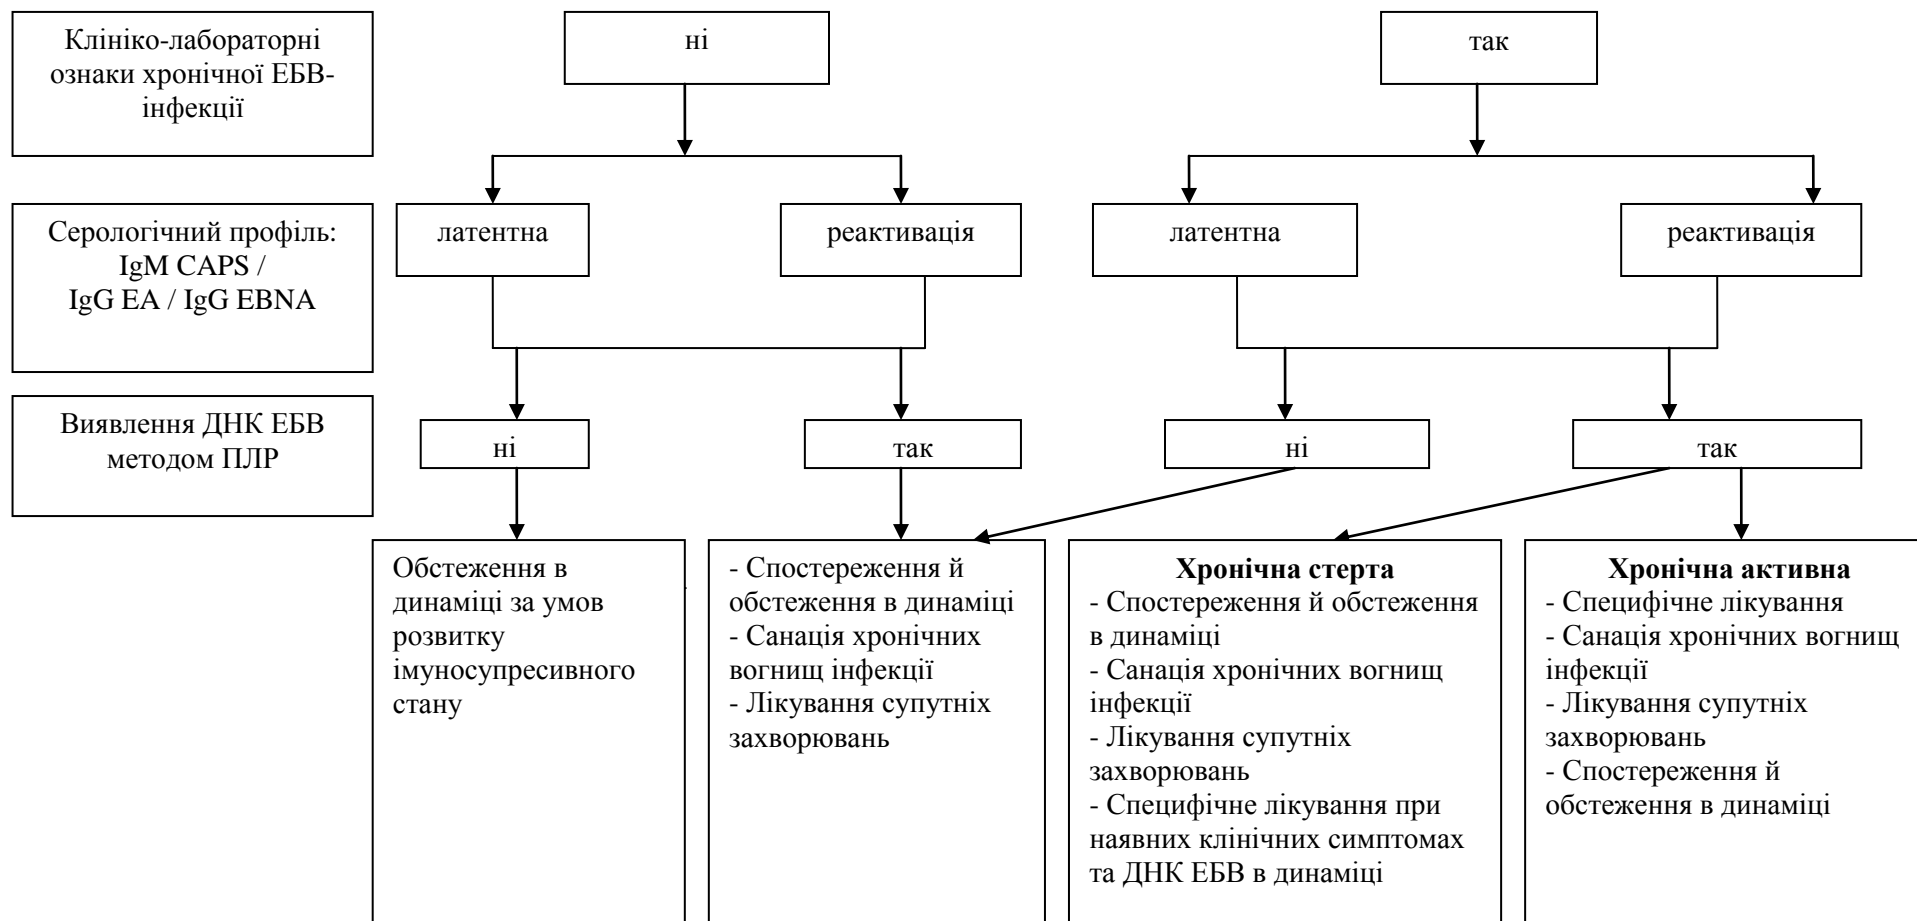 Клініко-лабораторні
ознаки хронічної ЕБВ-
інфекції
ні
так
Серологічний профіль:
IgM CAPS /
IgG EA / IgG EBNA
латентна
реактивація
латентна
реактивація
Виявлення ДНК ЕБВ
методом ПЛР
ні
так
ні
так
Обстеження в
динаміці за умов
розвитку
імуносупресивного
стану
- Спостереження й
обстеження в динаміці
- Санація хронічних
вогнищ інфекції
- Лікування супутніх
захворювань
Хронічна стерта
- Спостереження й обстеження
в динаміці
- Санація хронічних вогнищ
інфекції
- Лікування супутніх
захворювань
- Специфічне лікування при
наявних клінічних симптомах
та ДНК ЕБВ в динаміці
Хронічна активна
- Специфічне лікування
- Санація хронічних вогнищ
інфекції
- Лікування супутніх
захворювань
- Спостереження й
обстеження в динаміці